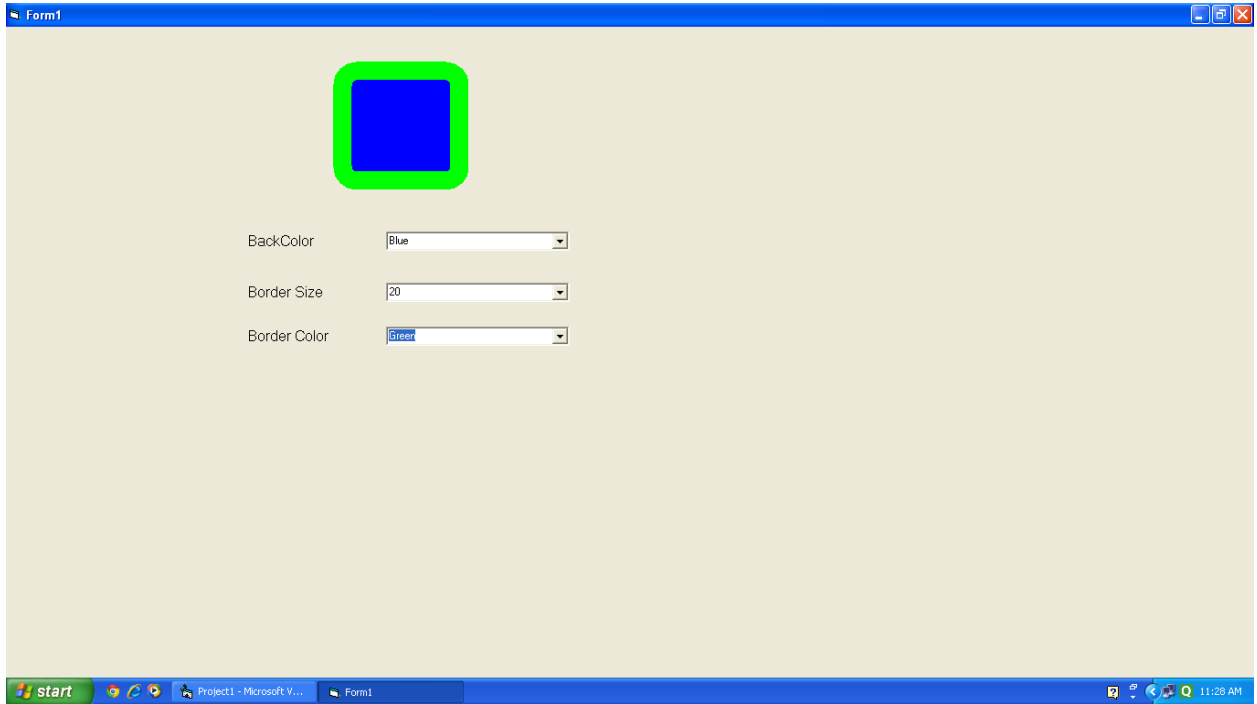 Form1
BackColor Blue
Border Size 20
Border Color Green
start Project1 - Microsoft V... Form1 Q 11:28 AM